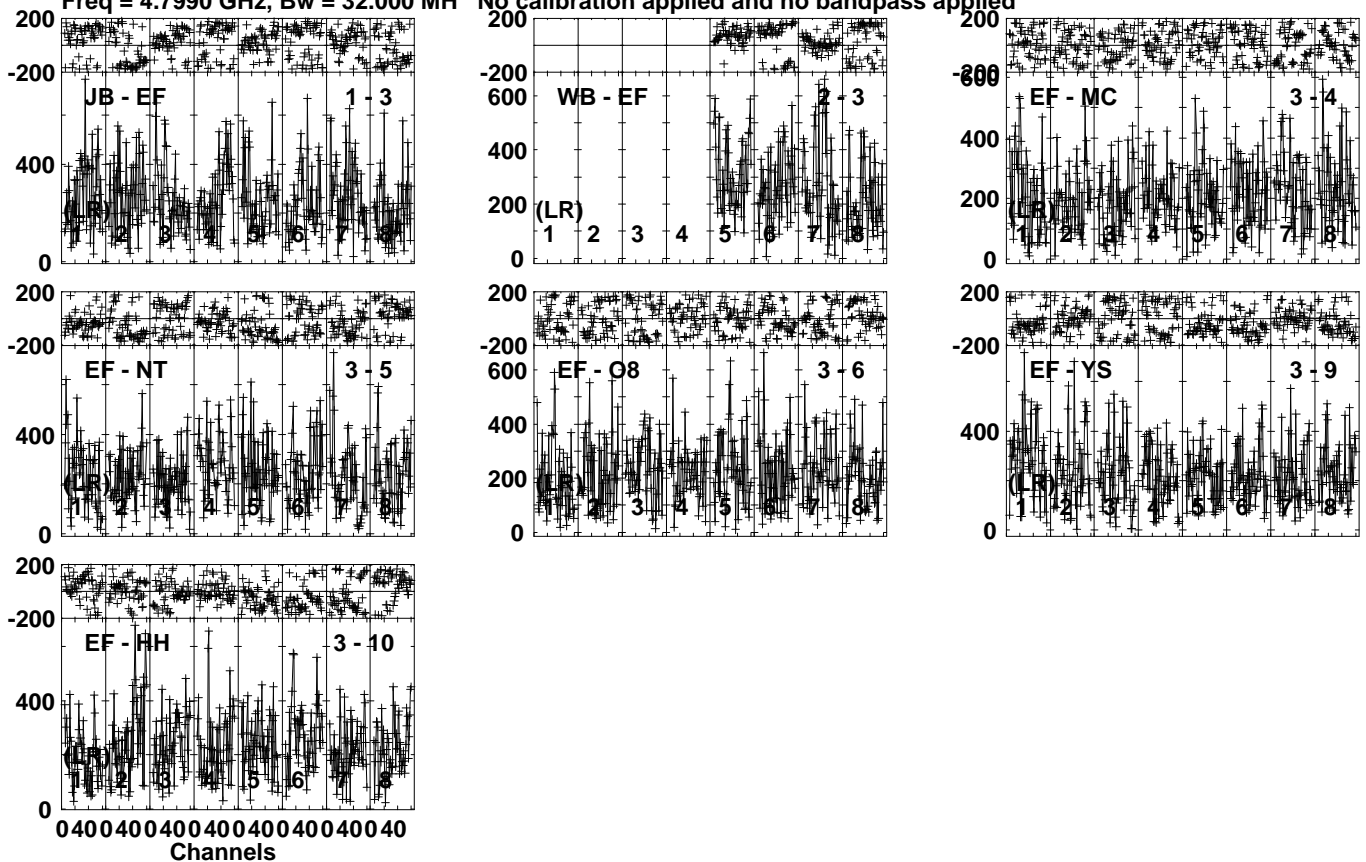 Freq = 4.7990 GHz, Bw = 32.000 MH No calibration applied and no bandpass applied
200
-200
JB - EF 1 - 3
400
(LR)
1 2 3 4 5 6 7 8
0
200
-200
WB - EF 2 - 3
600
400
200
(LR)
1 2 3 4 5 6 7 8
0
200
-200
600
EF - MC 3 - 4
400
200
(LR)
1 2 3 4 5 6 7 8
0
200
-200
EF - NT 3 - 5
400
(LR)
1 2 3 4 5 6 7 8
0
200
-200
EF - O8 3 - 6
600
400
200
(LR)
1 2 3 4 5 6 7 8
0
200
-200
EF - YS 3 - 9
400
(LR)
1 2 3 4 5 6 7 8
0
200
-200
EF - HH 3 - 10
400
(LR)
1 2 3 4 5 6 7 8
0
0 40 0 40 0 40 0 40 0 40 0 40 0 40 0 40
Channels